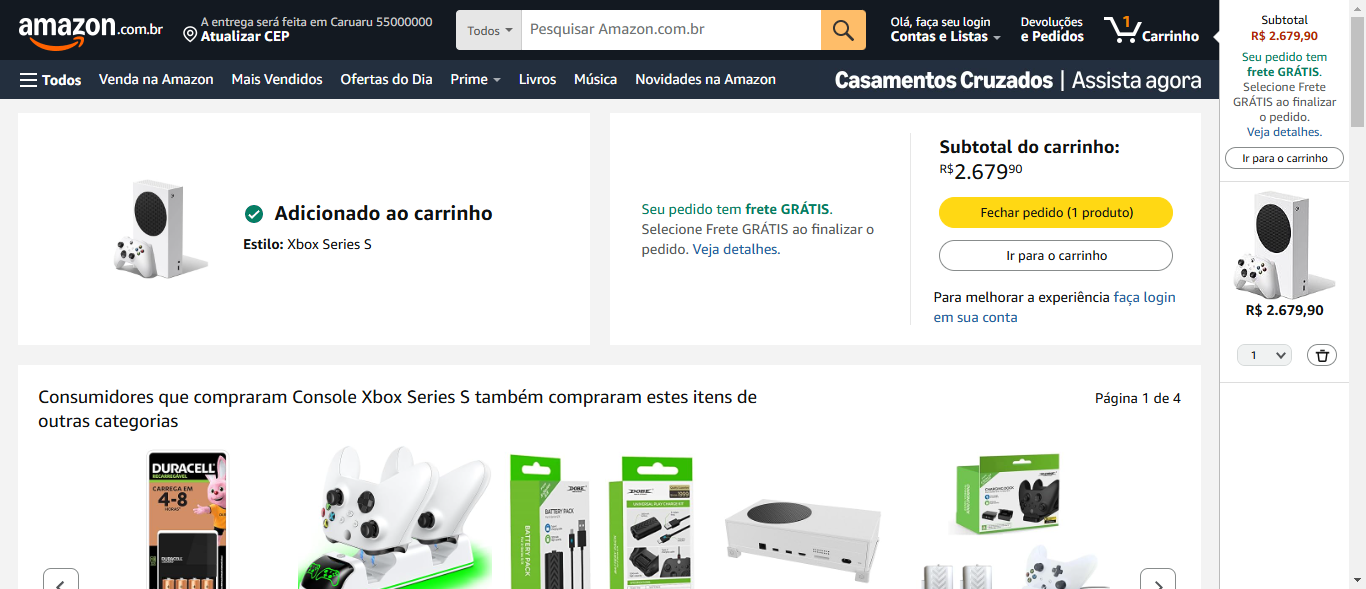 amazon.com.br
A entrega será feita em Caruaru 55000000
Atualizar CEP
Todos
Pesquisar Amazon.com.br
Olá, faça seu login
Contas e Listas
Devoluções
e Pedidos
1
Carrinho
Todos
Venda na Amazon
Mais Vendidos
Ofertas do Dia
Prime
Livros
Música
Novidades na Amazon
Casamentos Cruzados | Assista agora
Adicionado ao carrinho
Estilo: Xbox Series S
Seu pedido tem frete GRÁTIS.
Selecione Frete GRÁTIS ao finalizar o
pedido. Veja detalhes.
Subtotal do carrinho:
R$2.67990
Fechar pedido (1 produto)
Ir para o carrinho
Para melhorar a experiência faça login
em sua conta
Subtotal
R$ 2.679,90
Seu pedido tem
frete GRÁTIS.
Selecione Frete
GRÁTIS ao finalizar
o pedido.
Veja detalhes.
Ir para o carrinho
R$ 2.679,90
1
Consumidores que compraram Console Xbox Series S também compraram estes itens de
outras categorias
Página 1 de 4
DURACELL
RECARREGÁVEL
CARREGA EM
4-8
HORAS
DURACELL
DOBE
BATTERY PACK
BATTERY PACK
DOBE
CHARGING DOCK